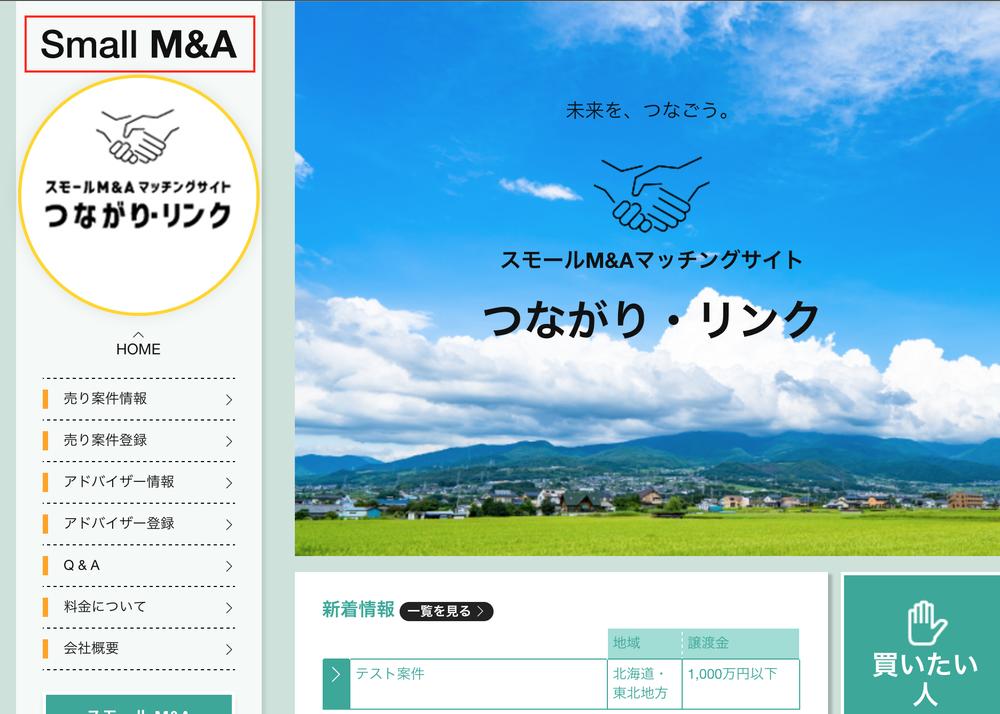 Small M&A
スモールM&Aマッチングサイト
つながり・リンク
HOME
売り案件情報
売り案件登録
アドバイザー情報
アドバイザー登録
Q & A
料金について
会社概要
スモールM&A
未来を、つなごう。
スモールM&Aマッチングサイト
つながり・リンク
新着情報
一覧を見る
地域
譲渡金
テスト案件
北海道・
東北地方
1,000万円以下
買いたい
人